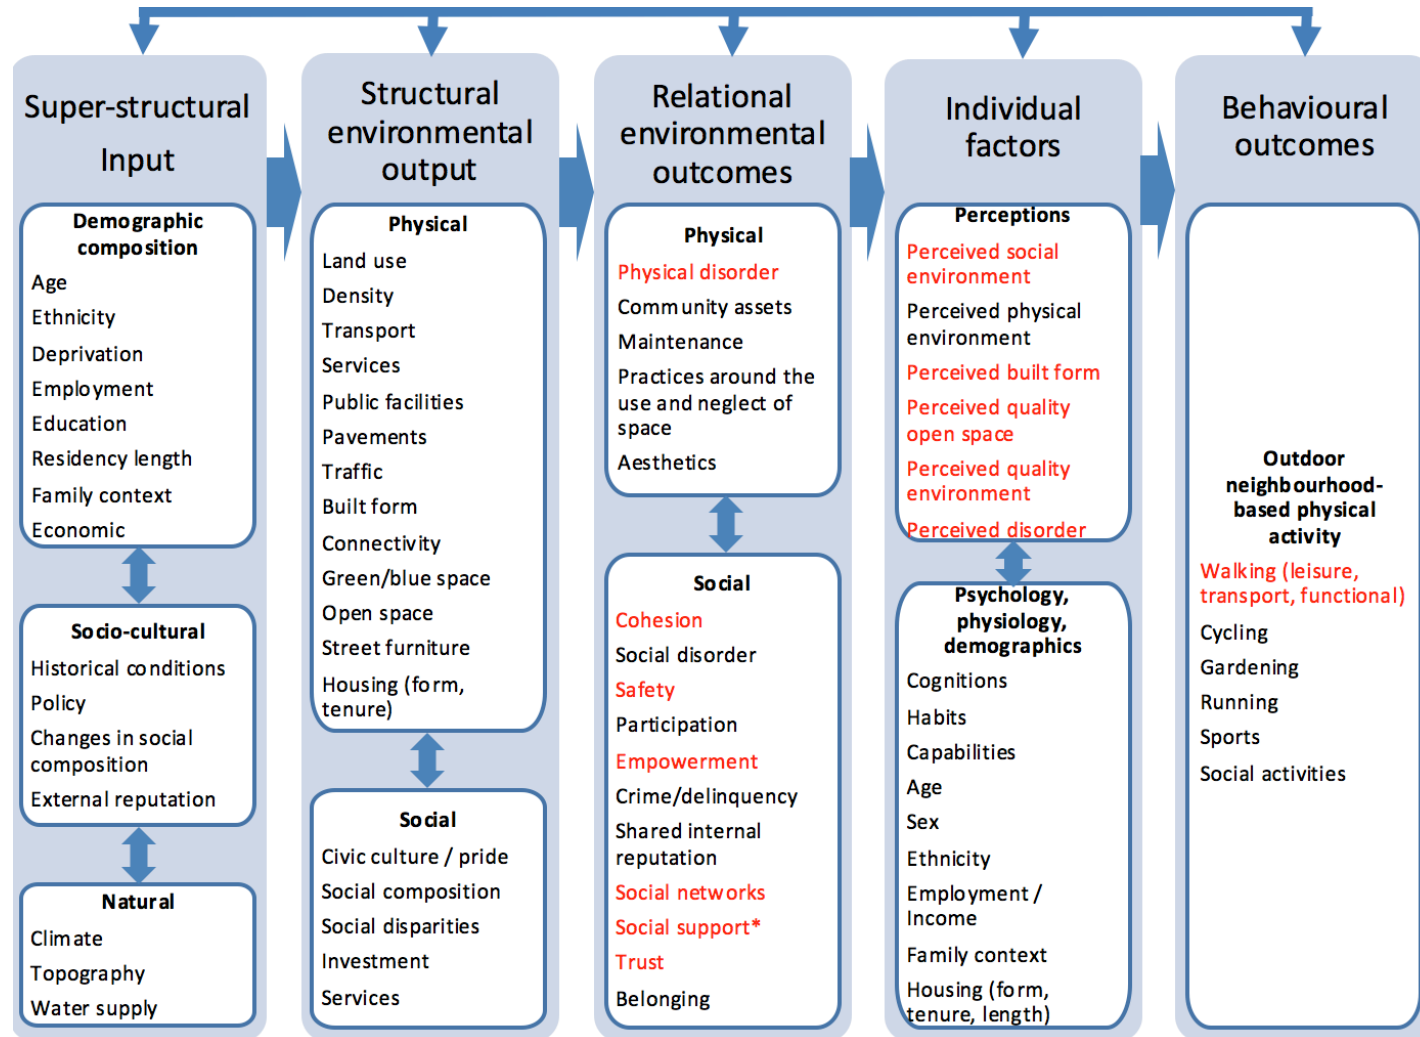 Super-structural
Input
Demographic
composition
Age
Ethnicity
Deprivation
Employment
Education
Residency length
Family context
Economic
Socio-cultural
Historical conditions
Policy
Changes in social
composition
External reputation
Natural
Climate
Topography
Water supply
Structural
environmental
output
Physical
Land use
Density
Transport
Services
Public facilities
Pavements
Traffic
Built form
Connectivity
Green/blue space
Open space
Street furniture
Housing (form,
tenure)
Social
Civic culture / pride
Social composition
Social disparities
Investment
Services
Relational
environmental
outcomes
Physical
Physical disorder
Community assets
Maintenance
Practices around the
use and neglect of
space
Aesthetics
Social
Cohesion
Social disorder
Safety
Participation
Empowerment
Crime/delinquency
Shared internal
reputation
Social networks
Social support*
Trust
Belonging
Individual
factors
Perceptions
Perceived social
environment
Perceived physical
environment
Perceived built form
Perceived quality
open space
Perceived quality
environment
Perceived disorder
Psychology,
physiology,
demographics
Cognitions
Habits
Capabilities
Age
Sex
Ethnicity
Employment /
Income
Family context
Housing (form,
tenure, length)
Behavioural
outcomes
Outdoor
neighbourhood-
based physical
activity
Walking (leisure,
transport, functional)
Cycling
Gardening
Running
Sports
Social activities